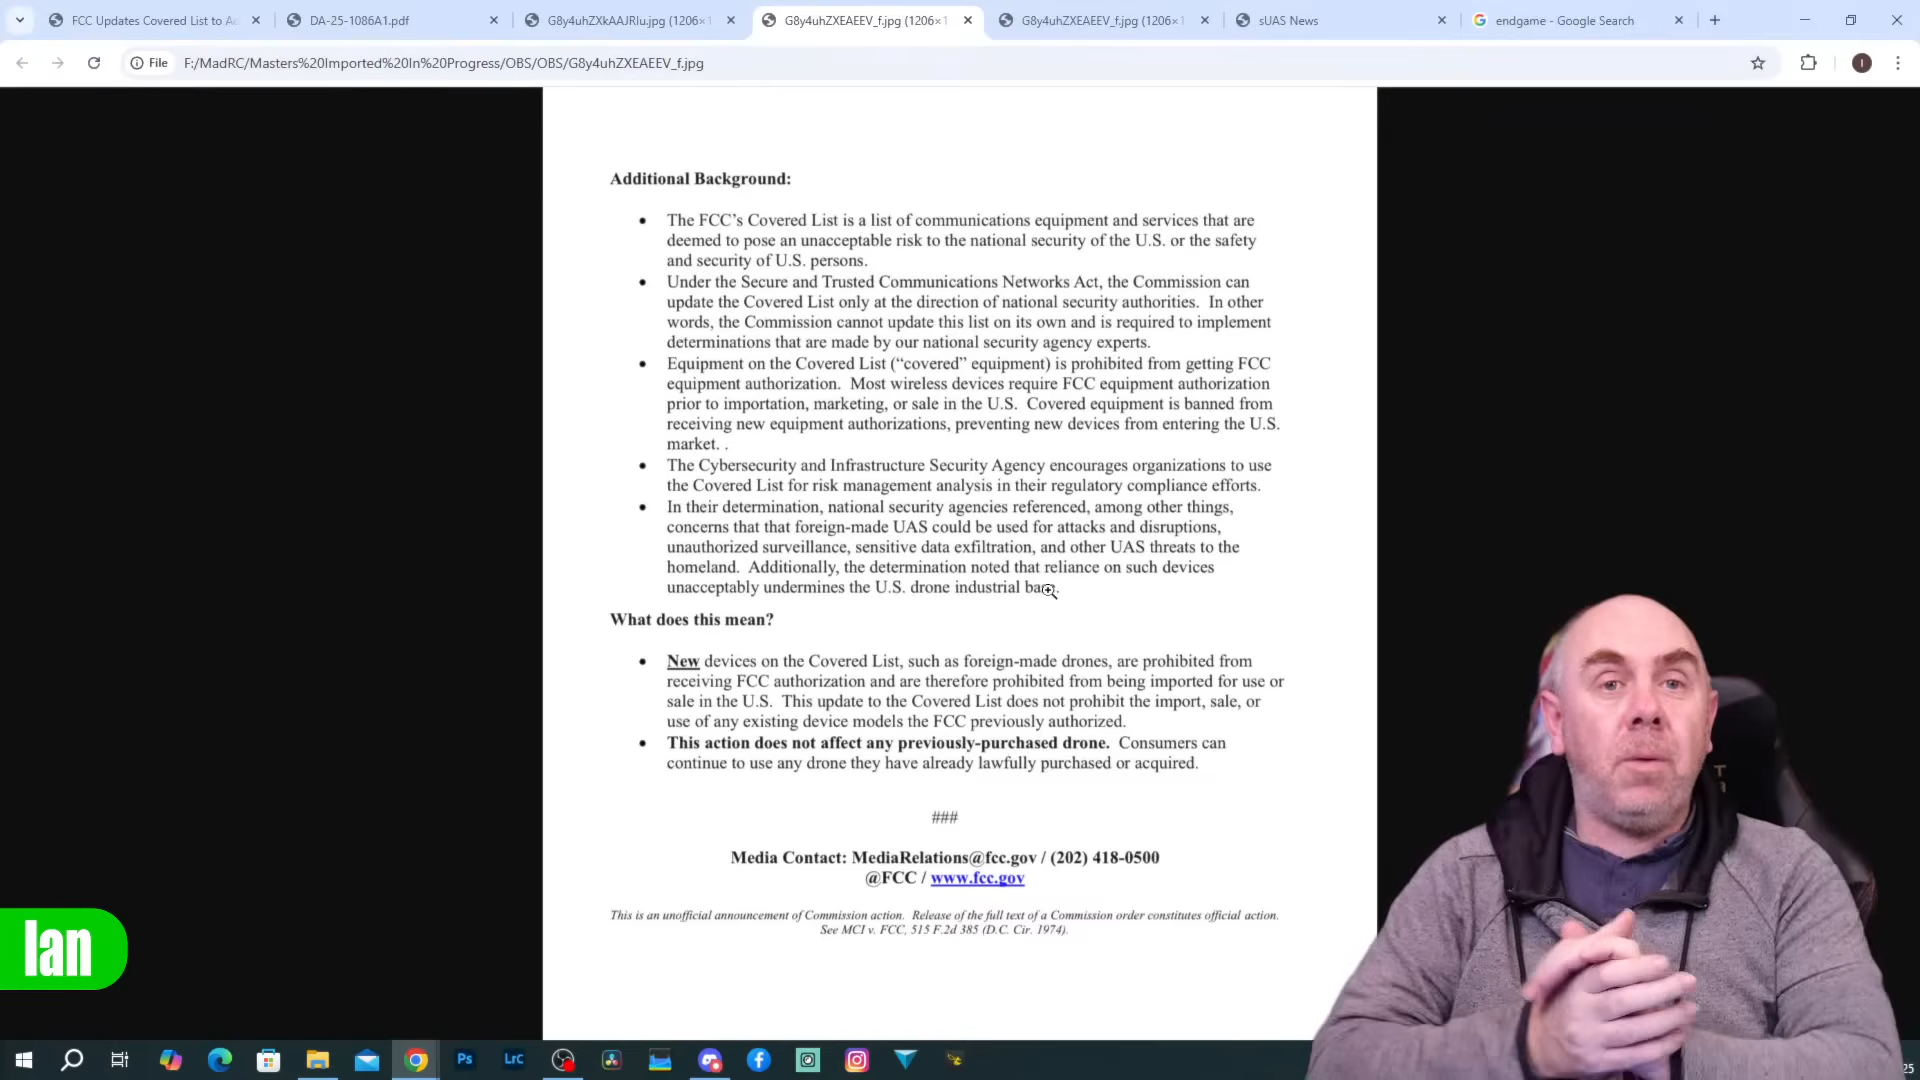 FCC Updates Covered List to A
DA-25-1086A1.pdf
G8y4uhZXkAAJRlu.jpg (1206×1
G8y4uhZXEAEEV_f.jpg (1206×1
G8y4uhZXEAEEV_f.jpg (1206×1
sUAS News
endgame - Google Search
File
F:/MadRC/Masters%20Imported%20In%20Progress/OBS/OBS/G8y4uhZXEAEEV_f.jpg
I
Additional Background:
• The FCC’s Covered List is a list of communications equipment and services that are
deemed to pose an unacceptable risk to the national security of the U.S. or the safety
and security of U.S. persons.
• Under the Secure and Trusted Communications Networks Act, the Commission can
update the Covered List only at the direction of national security authorities. In other
words, the Commission cannot update this list on its own and is required to implement
determinations that are made by our national security agency experts.
• Equipment on the Covered List (“covered” equipment) is prohibited from getting FCC
equipment authorization. Most wireless devices require FCC equipment authorization
prior to importation, marketing, or sale in the U.S. Covered equipment is banned from
receiving new equipment authorizations, preventing new devices from entering the U.S.
market. .
• The Cybersecurity and Infrastructure Security Agency encourages organizations to use
the Covered List for risk management analysis in their regulatory compliance efforts.
• In their determination, national security agencies referenced, among other things,
concerns that that foreign-made UAS could be used for attacks and disruptions,
unauthorized surveillance, sensitive data exfiltration, and other UAS threats to the
homeland. Additionally, the determination noted that reliance on such devices
unacceptably undermines the U.S. drone industrial base.
What does this mean?
• New devices on the Covered List, such as foreign-made drones, are prohibited from
receiving FCC authorization and are therefore prohibited from being imported for use or
sale in the U.S. This update to the Covered List does not prohibit the import, sale, or
use of any existing device models the FCC previously authorized.
• This action does not affect any previously-purchased drone. Consumers can
continue to use any drone they have already lawfully purchased or acquired.
###
Media Contact: MediaRelations@fcc.gov / (202) 418-0500
@FCC / www.fcc.gov
This is an unofficial announcement of Commission action. Release of the full text of a Commission order constitutes official action.
See MCI v. FCC, 515 F.2d 385 (D.C. Cir. 1974).
Ian
Ps
LrC
25